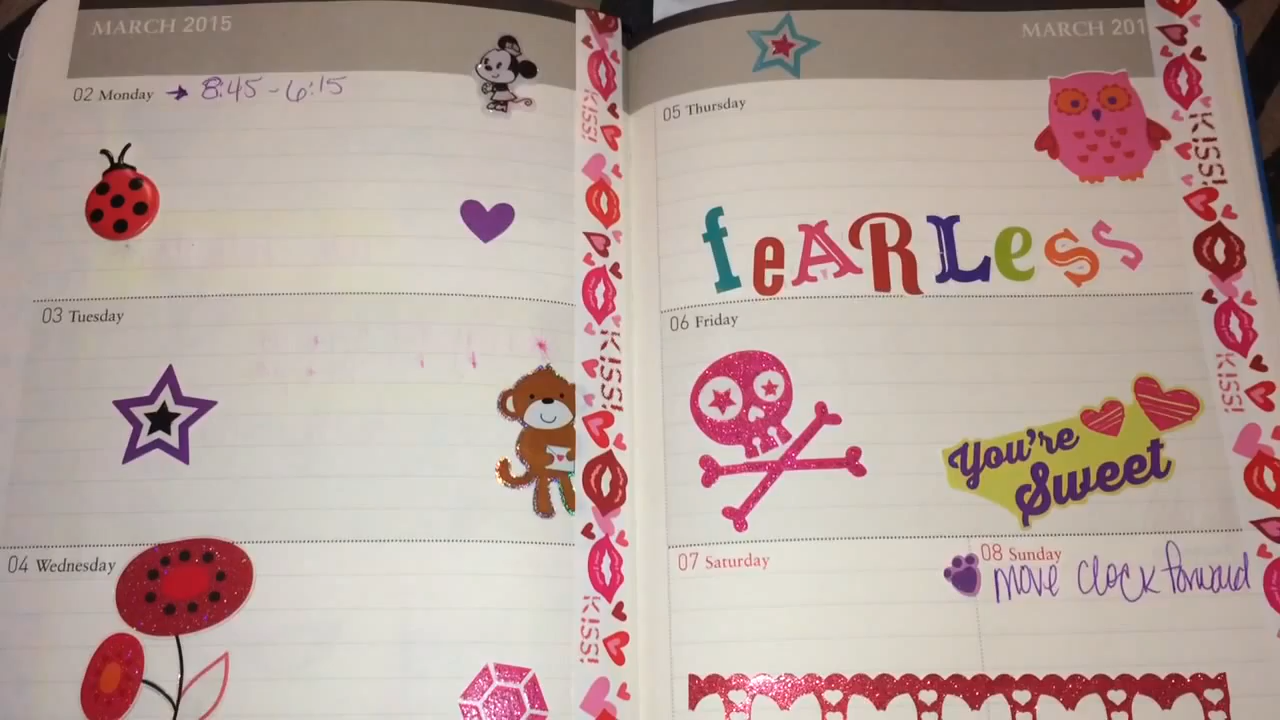 MARCH 2015
02 Monday → 8:45 - 6:15
03 Tuesday
04 Wednesday
KISS!
KISS!
KISS!
MARCH 201
05 Thursday
feARLess
06 Friday
You're
Sweet
07 Saturday
08 Sunday
move clock forward
KISS!
KISS!